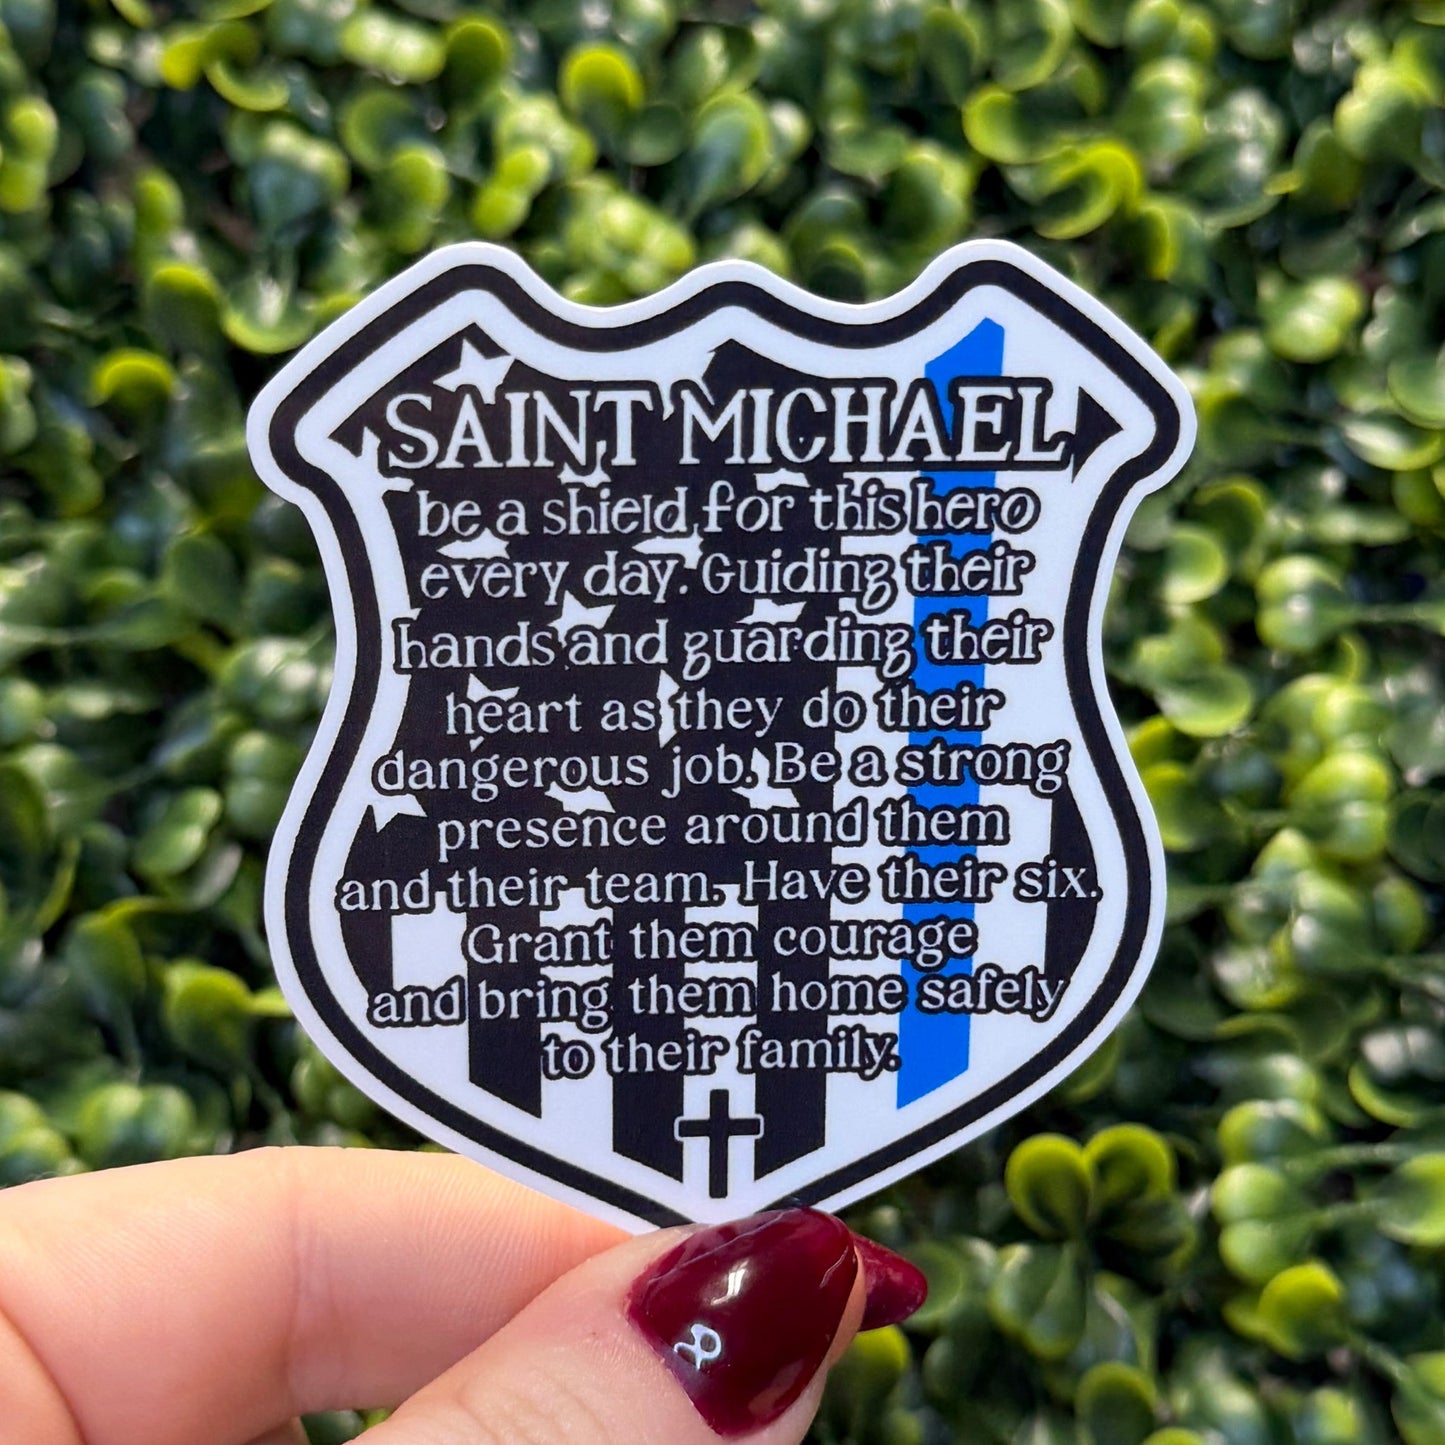 SAINT MICHAEL
be a shield for this hero
every day. Guiding their
hands and guarding their
heart as they do their
dangerous job. Be a strong
presence around them
and their team. Have their six.
Grant them courage
and bring them home safely
to their family.